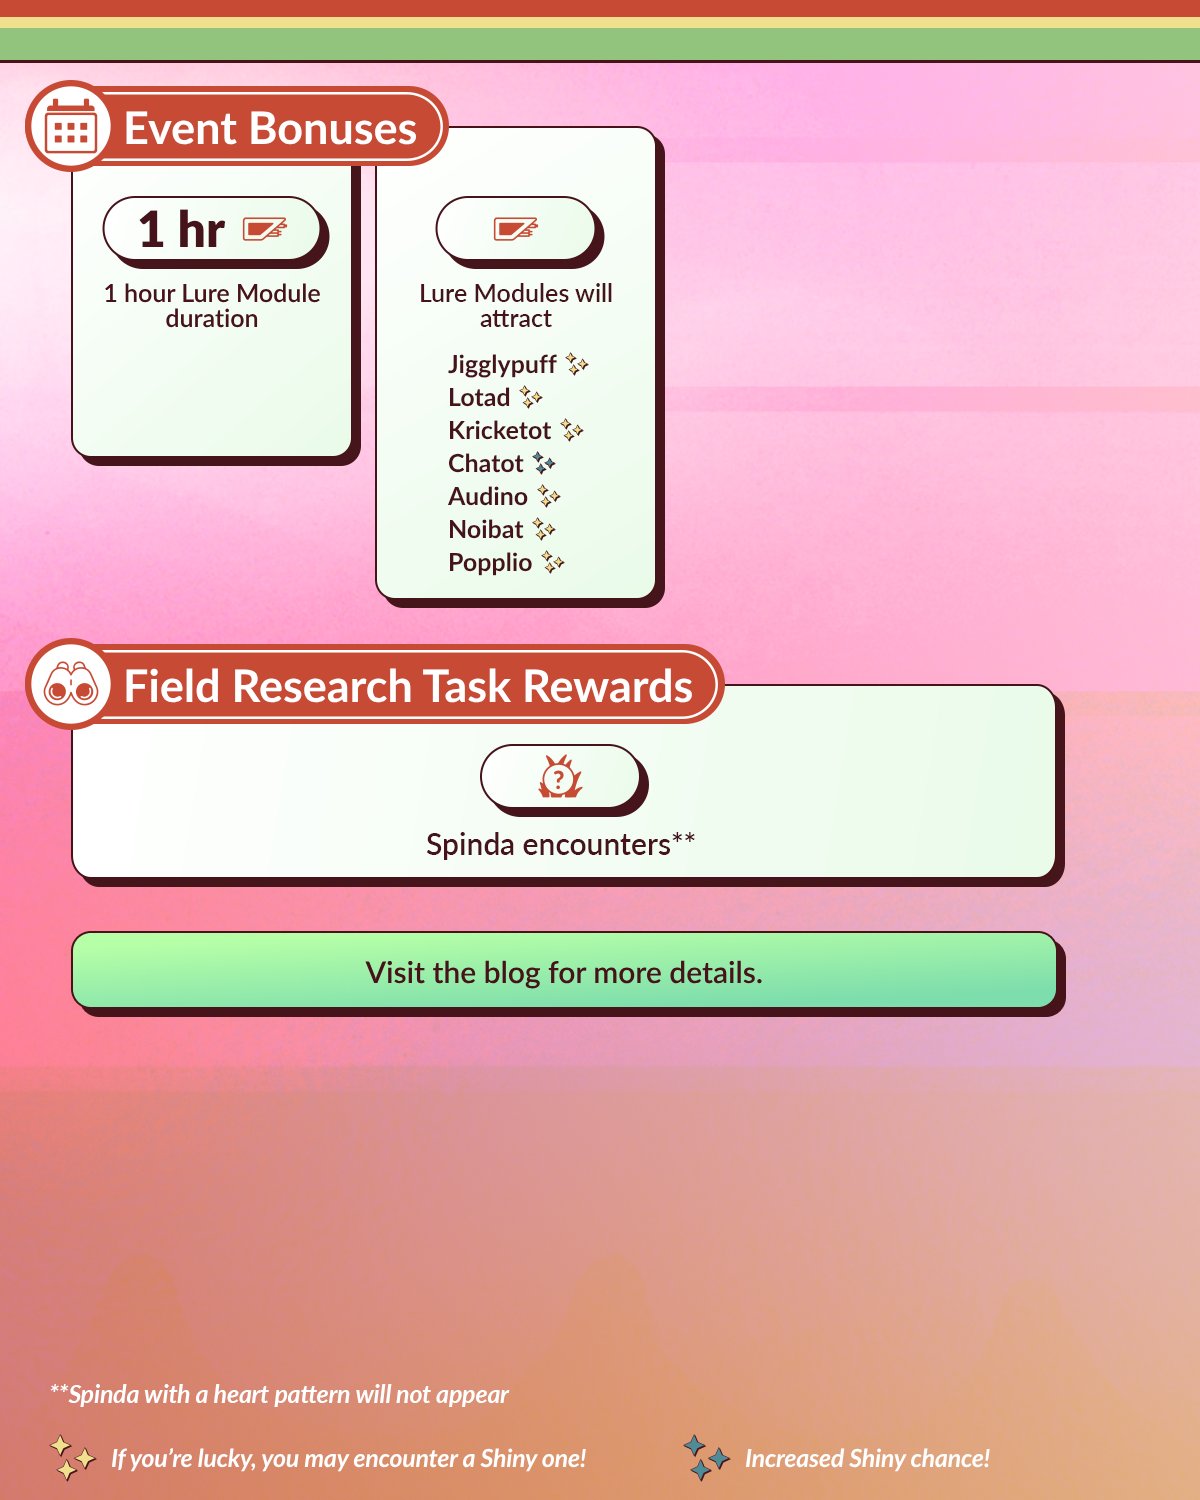 Event Bonuses
1 hr
1 hour Lure Module
duration
Lure Modules will
attract
Jigglypuff
Lotad
Kricketot
Chatot
Audino
Noibat
Popplio
Field Research Task Rewards
?
Spinda encounters**
Visit the blog for more details.
**Spinda with a heart pattern will not appear
If you're lucky, you may encounter a Shiny one!
Increased Shiny chance!